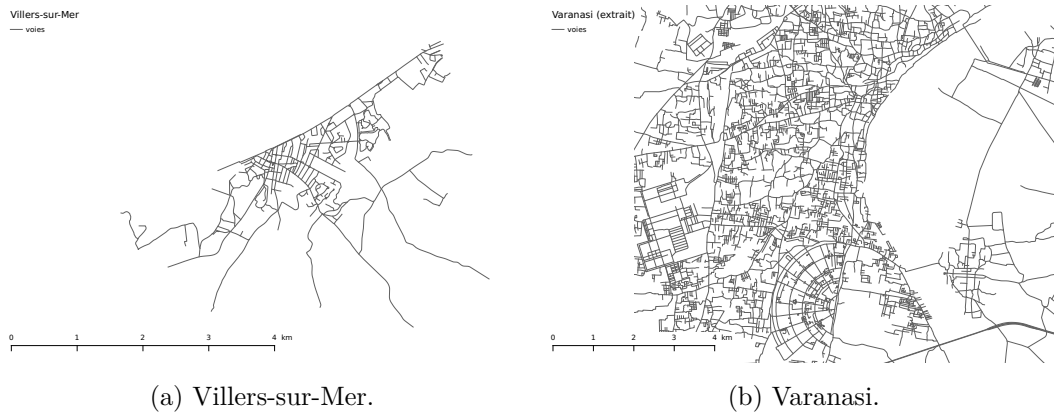 Villers-sur-Mer
voies
0 1 2 3 4 km
(a) Villers-sur-Mer.
Varanasi (extrait)
voies
0 1 2 3 4 km
(b) Varanasi.